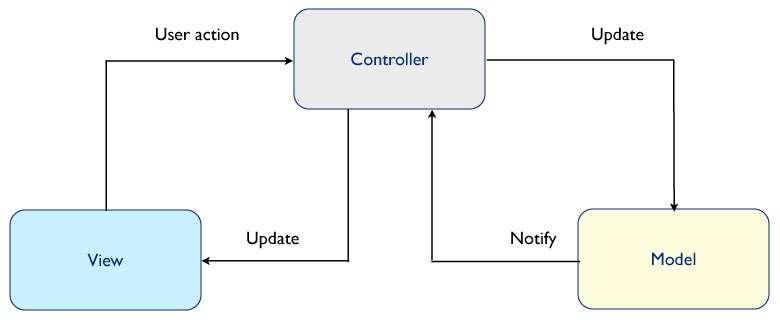 User action
Controller
Update
View
Update
Notify
Model